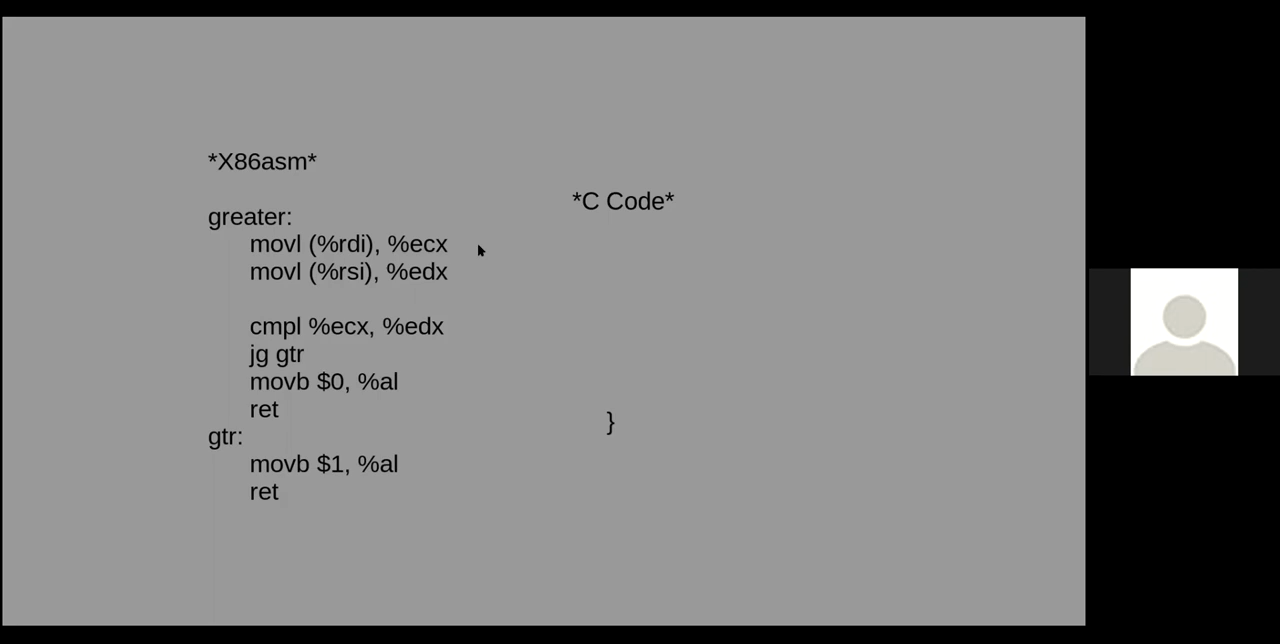 *X86asm*
*C Code*
greater:
movl (%rdi), %ecx
movl (%rsi), %edx
cmpl %ecx, %edx
jg gtr
movb $0, %al
ret
}
gtr:
movb $1, %al
ret